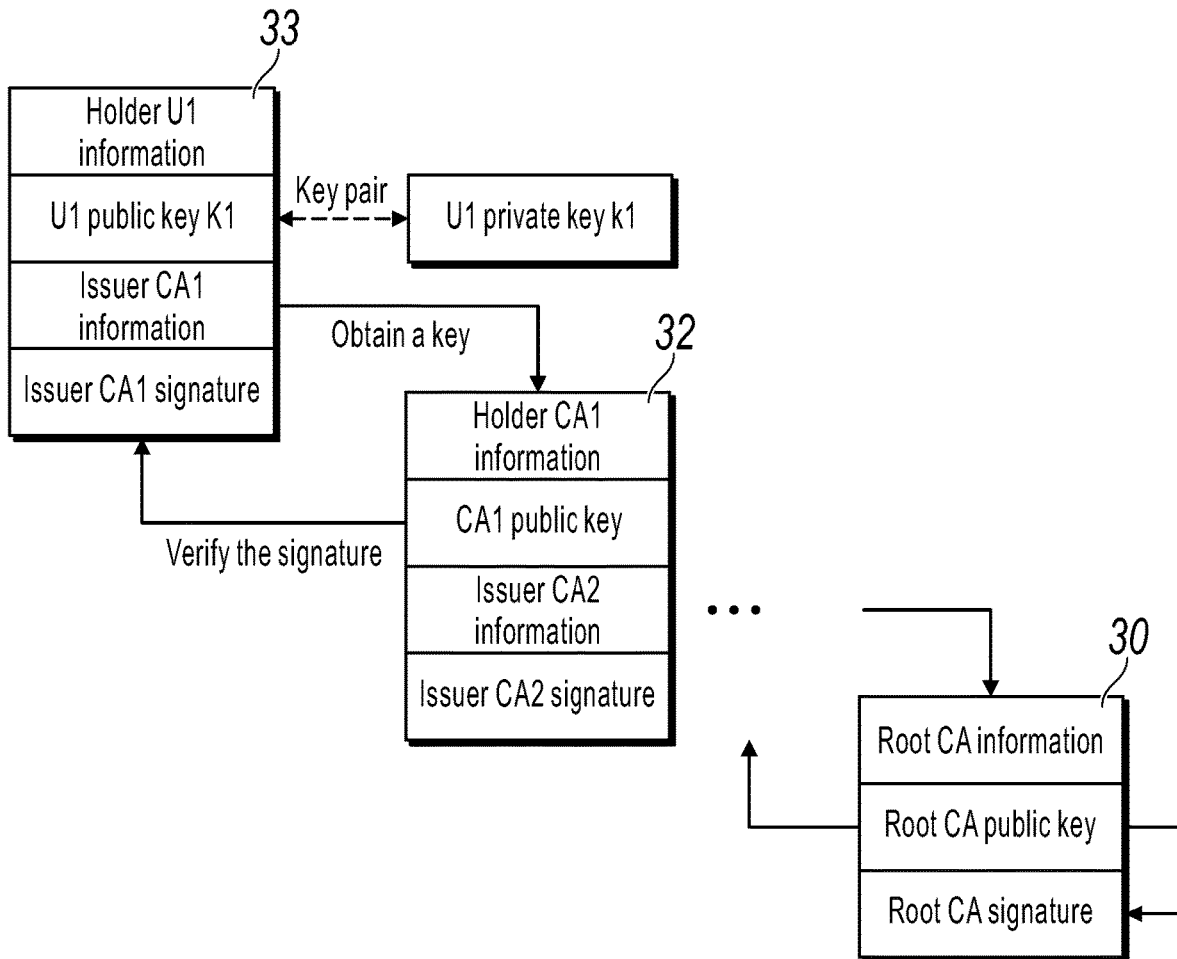 33
Holder U1
information
U1 public key K1
Issuer CA1
information
Issuer CA1 signature
Key pair
U1 private key k1
Obtain a key
32
Holder CA1
information
CA1 public key
Issuer CA2
information
Issuer CA2 signature
Verify the signature
...
30
Root CA information
Root CA public key
Root CA signature